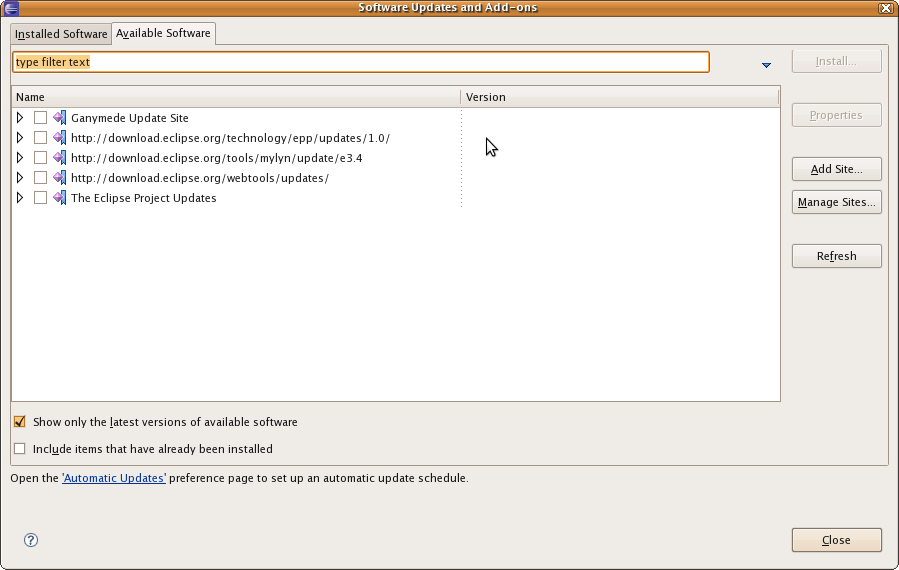 Software Updates and Add-ons
Installed Software Available Software
type filter text
Install...
Name Version
Properties
Ganymede Update Site
http://download.eclipse.org/technology/epp/updates/1.0/
http://download.eclipse.org/tools/mylyn/update/e3.4
Add Site...
http://download.eclipse.org/webtools/updates/
The Eclipse Project Updates
Manage Sites...
Refresh
Show only the latest versions of available software
Include items that have already been installed
Open the 'Automatic Updates' preference page to set up an automatic update schedule.
?
Close